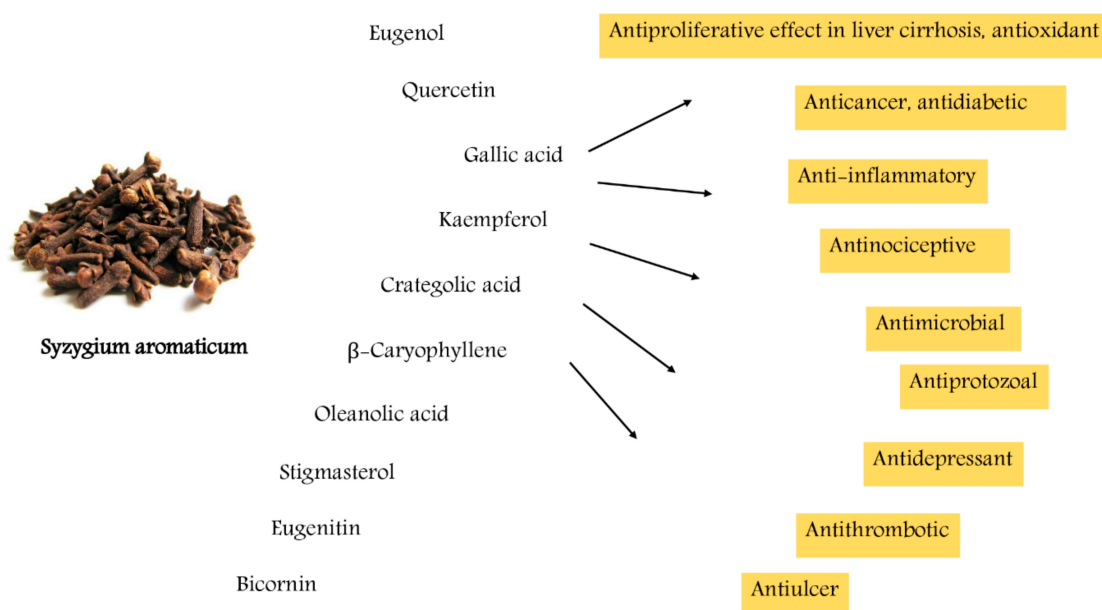 Eugenol
Antiproliferative effect in liver cirrhosis, antioxidant
Quercetin
Anticancer, antidiabetic
Gallic acid
Anti-inflammatory
Kaempferol
Antinociceptive
Crategolic acid
Antimicrobial
Syzygium aromaticum
β-Caryophyllene
Antiprotozoal
Oleanolic acid
Stigmasterol
Antidepressant
Eugenitin
Antithrombotic
Bicornin
Antiulcer